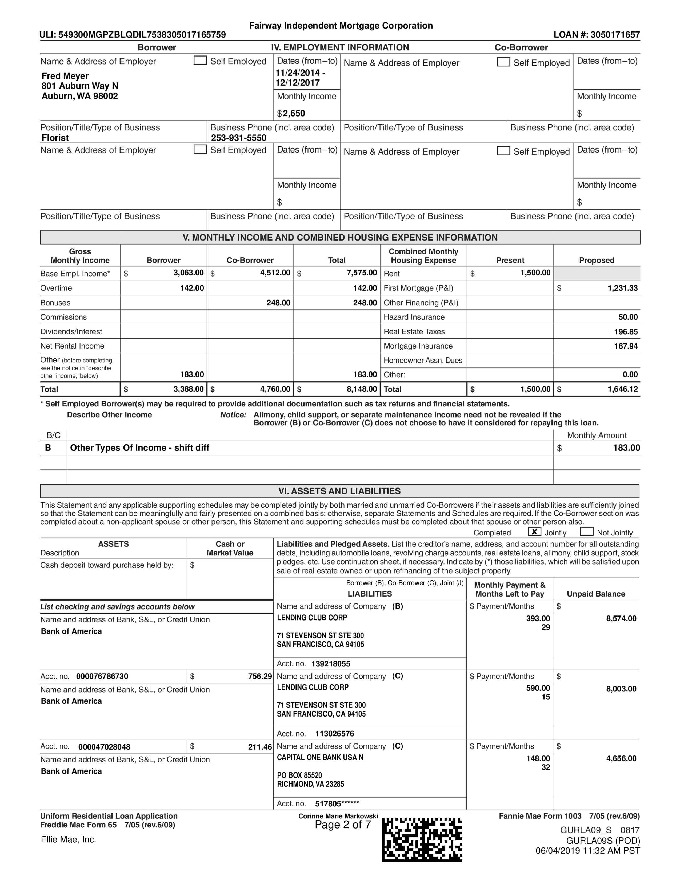 Fairway Independent Mortgage Corporation
ULI: 549300MGPZBLQDIL7538305017165759 LOAN #: 3050171657
Borrower IV. EMPLOYMENT INFORMATION Co-Borrower
Name & Address of Employer Self Employed Dates (from–to) Name & Address of Employer Self Employed Dates (from–to)
Fred Meyer 11/24/2014 -
801 Auburn Way N 12/12/2017
Auburn, WA 98002 Monthly Income Monthly Income
$2,650 $
Position/Title/Type of Business Business Phone (incl. area code) Position/Title/Type of Business Business Phone (incl. area code)
Florist 253-931-5550
Name & Address of Employer Self Employed Dates (from–to) Name & Address of Employer Self Employed Dates (from–to)
Monthly Income Monthly Income
$ $
Position/Title/Type of Business Business Phone (incl. area code) Position/Title/Type of Business Business Phone (incl. area code)
V. MONTHLY INCOME AND COMBINED HOUSING EXPENSE INFORMATION
Gross Combined Monthly
Monthly Income Borrower Co-Borrower Total Housing Expense Present Proposed
Base Empl. Income* $ 3,063.00 $ 4,512.00 $ 7,575.00 Rent $ 1,500.00
Overtime 142.00 142.00 First Mortgage (P&I) $ 1,231.33
Bonuses 248.00 248.00 Other Financing (P&I)
Commissions Hazard Insurance 50.00
Dividends/Interest Real Estate Taxes 196.85
Net Rental Income Mortgage Insurance 167.94
Other (before completing, Homeowner Assn. Dues
see the notice in "describe
other income, below) 183.00 183.00 Other: 0.00
Total $ 3,388.00 $ 4,760.00 $ 8,148.00 Total $ 1,500.00 $ 1,646.12
* Self Employed Borrower(s) may be required to provide additional documentation such as tax returns and financial statements.
Describe Other Income Notice: Alimony, child support, or separate maintenance income need not be revealed if the
Borrower (B) or Co-Borrower (C) does not choose to have it considered for repaying this loan.
B/C Monthly Amount
B Other Types Of Income - shift diff $ 183.00
VI. ASSETS AND LIABILITIES
This Statement and any applicable supporting schedules may be completed jointly by both married and unmarried Co-Borrowers if their assets and liabilities are sufficiently joined
so that the Statement can be meaningfully and fairly presented on a combined basis; otherwise, separate Statements and Schedules are required. If the Co-Borrower section was
completed about a non-applicant spouse or other person, this Statement and supporting schedules must be completed about that spouse or other person also.
Completed X Jointly Not Jointly
ASSETS Cash or Liabilities and Pledged Assets. List the creditor's name, address, and account number for all outstanding
Description Market Value debts, including automobile loans, revolving charge accounts, real estate loans, alimony, child support, stock
Cash deposit toward purchase held by: $ pledges, etc. Use continuation sheet, if necessary. Indicate by (*) those liabilities, which will be satisfied upon
sale of real estate owned or upon refinancing of the subject property.
Borrower (B), Co-Borrower (C), Joint (J) Monthly Payment &
LIABILITIES Months Left to Pay Unpaid Balance
List checking and savings accounts below Name and address of Company (B) $ Payment/Months $
Name and address of Bank, S&L, or Credit Union LENDING CLUB CORP 393.00 8,574.00
Bank of America 29
71 STEVENSON ST STE 300
SAN FRANCISCO, CA 94105
Acct. no. 139218055
Acct. no. 000076786730 $ 756.29 Name and address of Company (C) $ Payment/Months $
Name and address of Bank, S&L, or Credit Union LENDING CLUB CORP 590.00 8,003.00
Bank of America 15
71 STEVENSON ST STE 300
SAN FRANCISCO, CA 94105
Acct. no. 113026576
Acct. no. 000047028048 $ 211.46 Name and address of Company (C) $ Payment/Months $
Name and address of Bank, S&L, or Credit Union CAPITAL ONE BANK USA N 148.00 4,656.00
Bank of America 32
PO BOX 85520
RICHMOND, VA 23285
Acct. no. 517805******
Uniform Residential Loan Application Corinne Marie Markowski Fannie Mae Form 1003 7/05 (rev.6/09)
Freddie Mac Form 65 7/05 (rev.6/09) Page 2 of 7
Ellie Mae, Inc. GURLA09_S 0817
GURLA09S (POD)
06/04/2019 11:32 AM PST